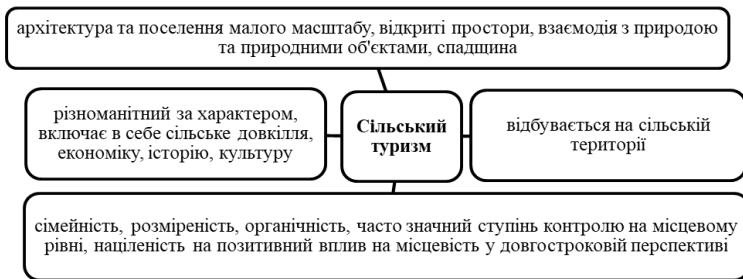 архітектура та поселення малого масштабу, відкриті простори, взаємодія з природою
та природними об'єктами, спадщина
різноманітний за характером,
включає в себе сільське довкілля,
економіку, історію, культуру
Сільський
туризм
відбувається на сільській
території
сімейність, розміреність, органічність, часто значний ступінь контролю на місцевому
рівні, націленість на позитивний вплив на місцевість у довгостроковій перспективі